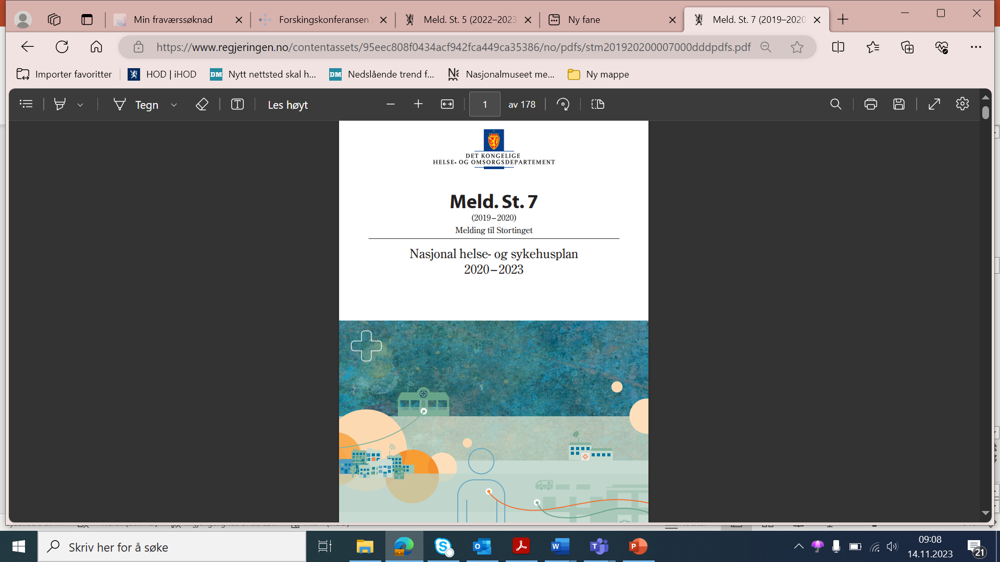 Min fraværssøknad
Forskingskonferansen
Meld. St. 5 (2022–2023
Ny fane
Meld. St. 7 (2019–2020
https://www.regjeringen.no/contentassets/95eec808f0434acf942fca449ca35386/no/pdfs/stm201920200007000dddpdfs.pdf
Importer favoritter
HOD | iHOD
DM Nytt nettsted skal h...
DM Nedslående trend f...
Nasjonalmuseet me...
Ny mappe
Tegn
Les høyt
1 av 178
DET KONGELIGE
HELSE- OG OMSORGSDEPARTEMENT
Meld. St. 7
(2019–2020)
Melding til Stortinget
Nasjonal helse- og sykehusplan
2020–2023
Skriv her for å søke
09:08
14.11.2023
21